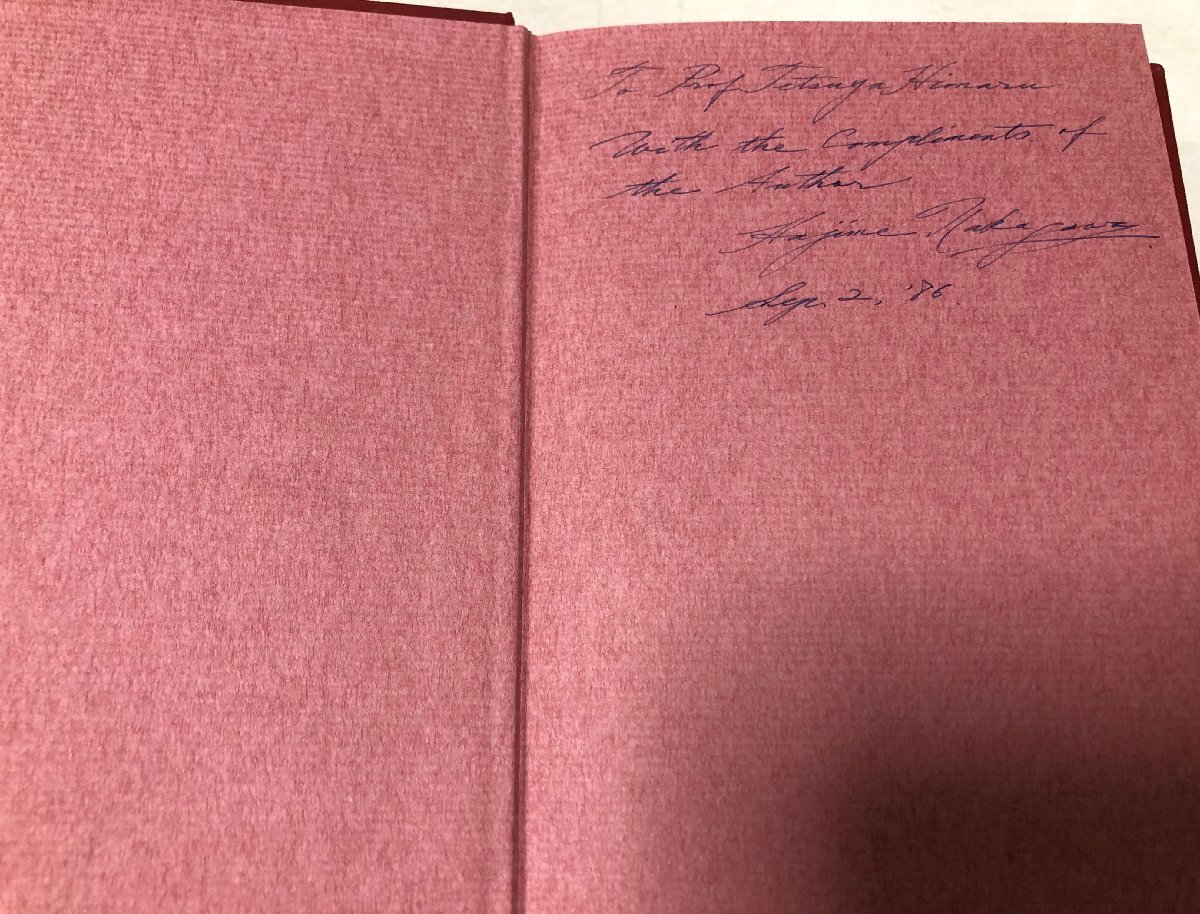 To Prof. Tetsuya Himaru
With the Compliments of
the Author
Hajime Nakagawa
Sep. 2, '86.